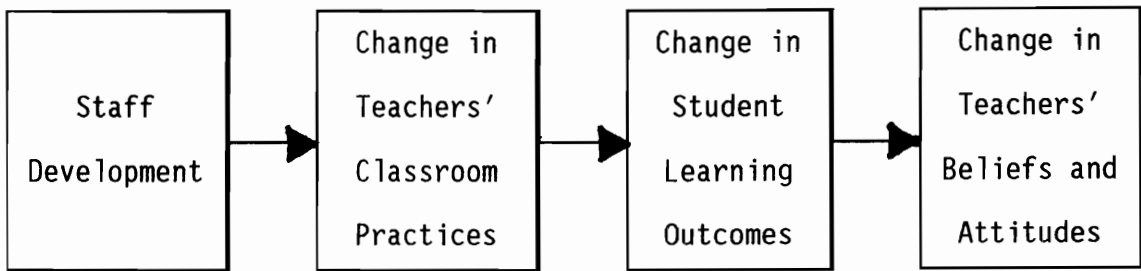 Staff
Development
Change in
Teachers'
Classroom
Practices
Change in
Student
Learning
Outcomes
Change in
Teachers'
Beliefs and
Attitudes